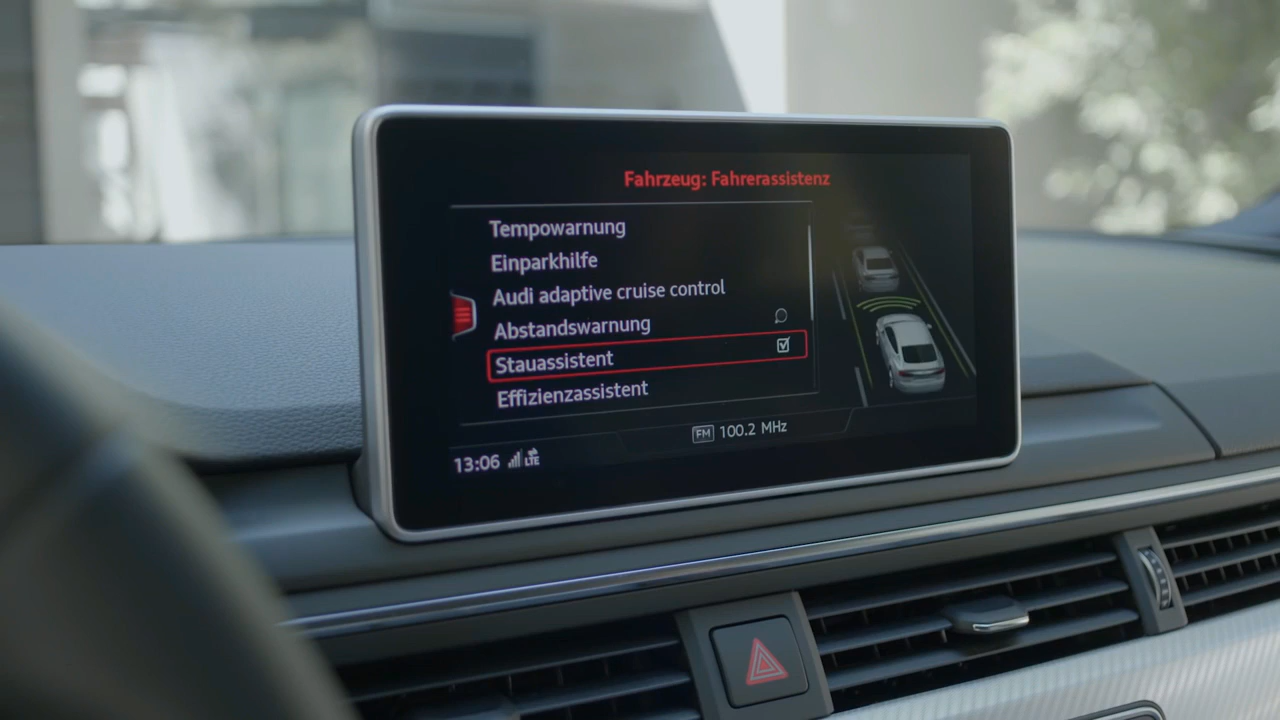 Fahrzeug: Fahrerassistenz
Tempowarnung
Einparkhilfe
Audi adaptive cruise control
Abstandswarnung
Stauassistent
Effizienzassistent
FM 100.2 MHz
13:06 LTE